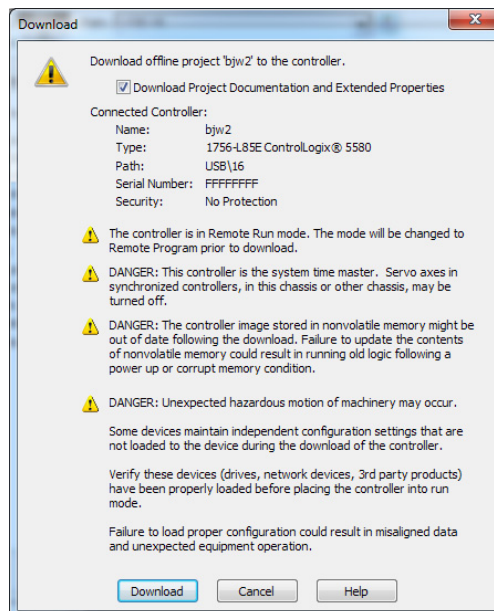 Download
Download offline project 'bjw2' to the controller.
Download Project Documentation and Extended Properties
Connected Controller:
Name: bjw2
Type: 1756-L85E ControlLogix® 5580
Path: USB\16
Serial Number: FFFFFFFF
Security: No Protection
The controller is in Remote Run mode. The mode will be changed to
Remote Program prior to download.
DANGER: This controller is the system time master. Servo axes in
synchronized controllers, in this chassis or other chassis, may be
turned off.
DANGER: The controller image stored in nonvolatile memory might be
out of date following the download. Failure to update the contents
of nonvolatile memory could result in running old logic following a
power up or corrupt memory condition.
DANGER: Unexpected hazardous motion of machinery may occur.
Some devices maintain independent configuration settings that are
not loaded to the device during the download of the controller.
Verify these devices (drives, network devices, 3rd party products)
have been properly loaded before placing the controller into run
mode.
Failure to load proper configuration could result in misaligned data
and unexpected equipment operation.
Download Cancel Help